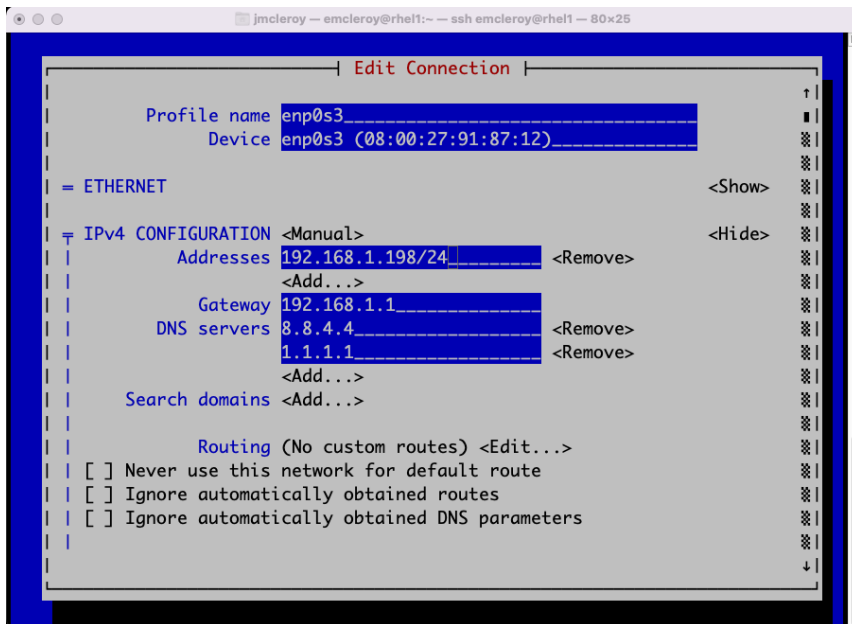 jmcleroy — emcleroy@rhel1:~ — ssh emcleroy@rhel1 — 80×25
Edit Connection
Profile name enp0s3
Device enp0s3 (08:00:27:91:87:12)
= ETHERNET <Show>
IPv4 CONFIGURATION <Manual> <Hide>
Addresses 192.168.1.198/24 <Remove>
<Add...>
Gateway 192.168.1.1
DNS servers 8.8.4.4 <Remove>
1.1.1.1 <Remove>
<Add...>
Search domains <Add...>
Routing (No custom routes) <Edit...>
[ ] Never use this network for default route
[ ] Ignore automatically obtained routes
[ ] Ignore automatically obtained DNS parameters